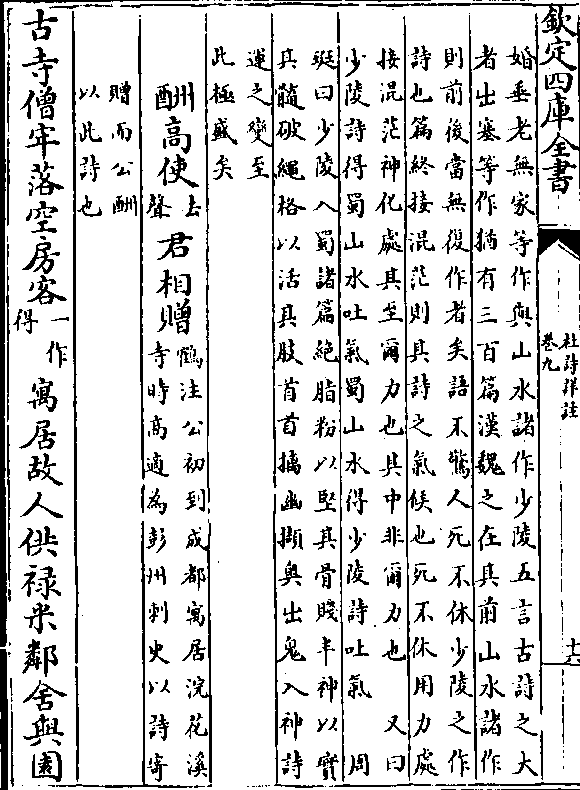 欽定四庫全書
杜詩詳註
卷九
十六
婚垂老無家等作與山水諸作少陵五言古詩之大
者出塞等作猶有三百篇漢魏之在其前山水諸作
則前後當無復作者矣語不驚人死不休少陵之作
詩也篇終接混茫則其詩之氣候也死不休用力處
接混茫神化處其至爾力也其中非爾力也 又曰
少陵詩得蜀山水吐氣蜀山水得少陵詩吐氣 周
珽曰少陵入蜀諸篇絶脂粉以堅其骨賤丰神以實
其髓破繩格以活其肢首首摛幽擷奥出鬼入神詩
運之變至
此極盛矣
酬高使去聲君相贈
鶴注公初到成都寓居浣花溪
寺時高適為彭州刺史以詩寄
贈而公酬
以此詩也
古寺僧牢落空房客一作得寓居故人供禄米鄰舍與園